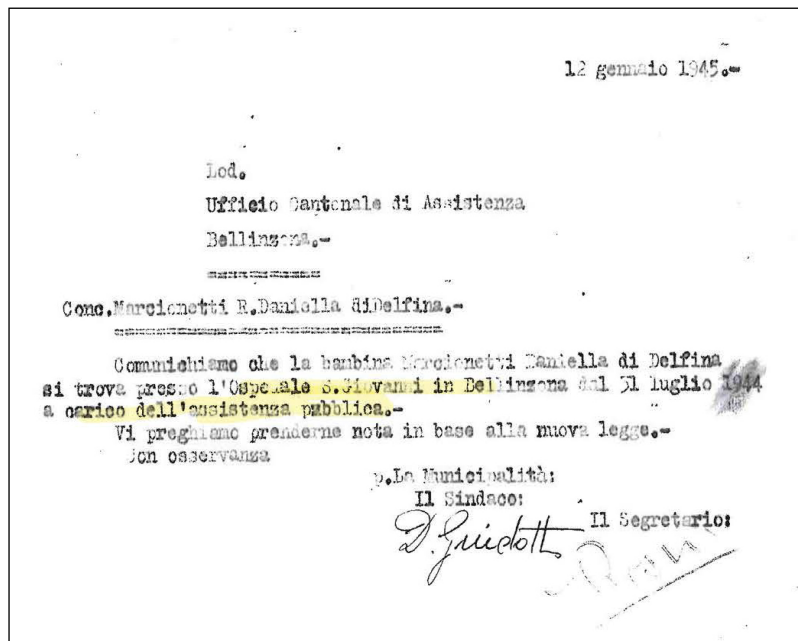 12 gennaio 1945.-
Lod.
Ufficio Cantonale di Assistenza
Bellinzona.-
Conc.Marcionetti R.Daniella diDelfina.-
Comunichiamo che la bambina Marcionetti Daniella di Delfina
si trova presso l'Ospedale S.Giovanni in Bellinzona dal 31 luglio 1944
a carico dell'assistenza pubblica.-
Vi preghiamo prenderne nota in base alla nuova legge.-
Con osservanza
p.La Municipalità:
Il Sindaco:
Il Segretario:
D. Guidotti